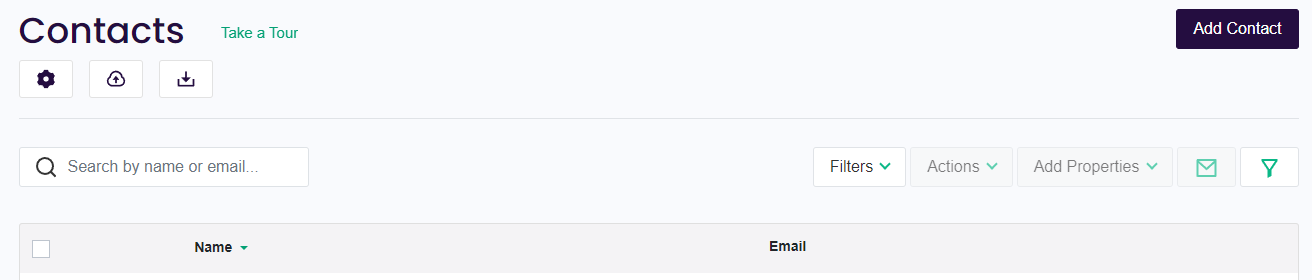 Contacts
Take a Tour
Add Contact
Search by name or email...
Filters
Actions
Add Properties
Name
Email